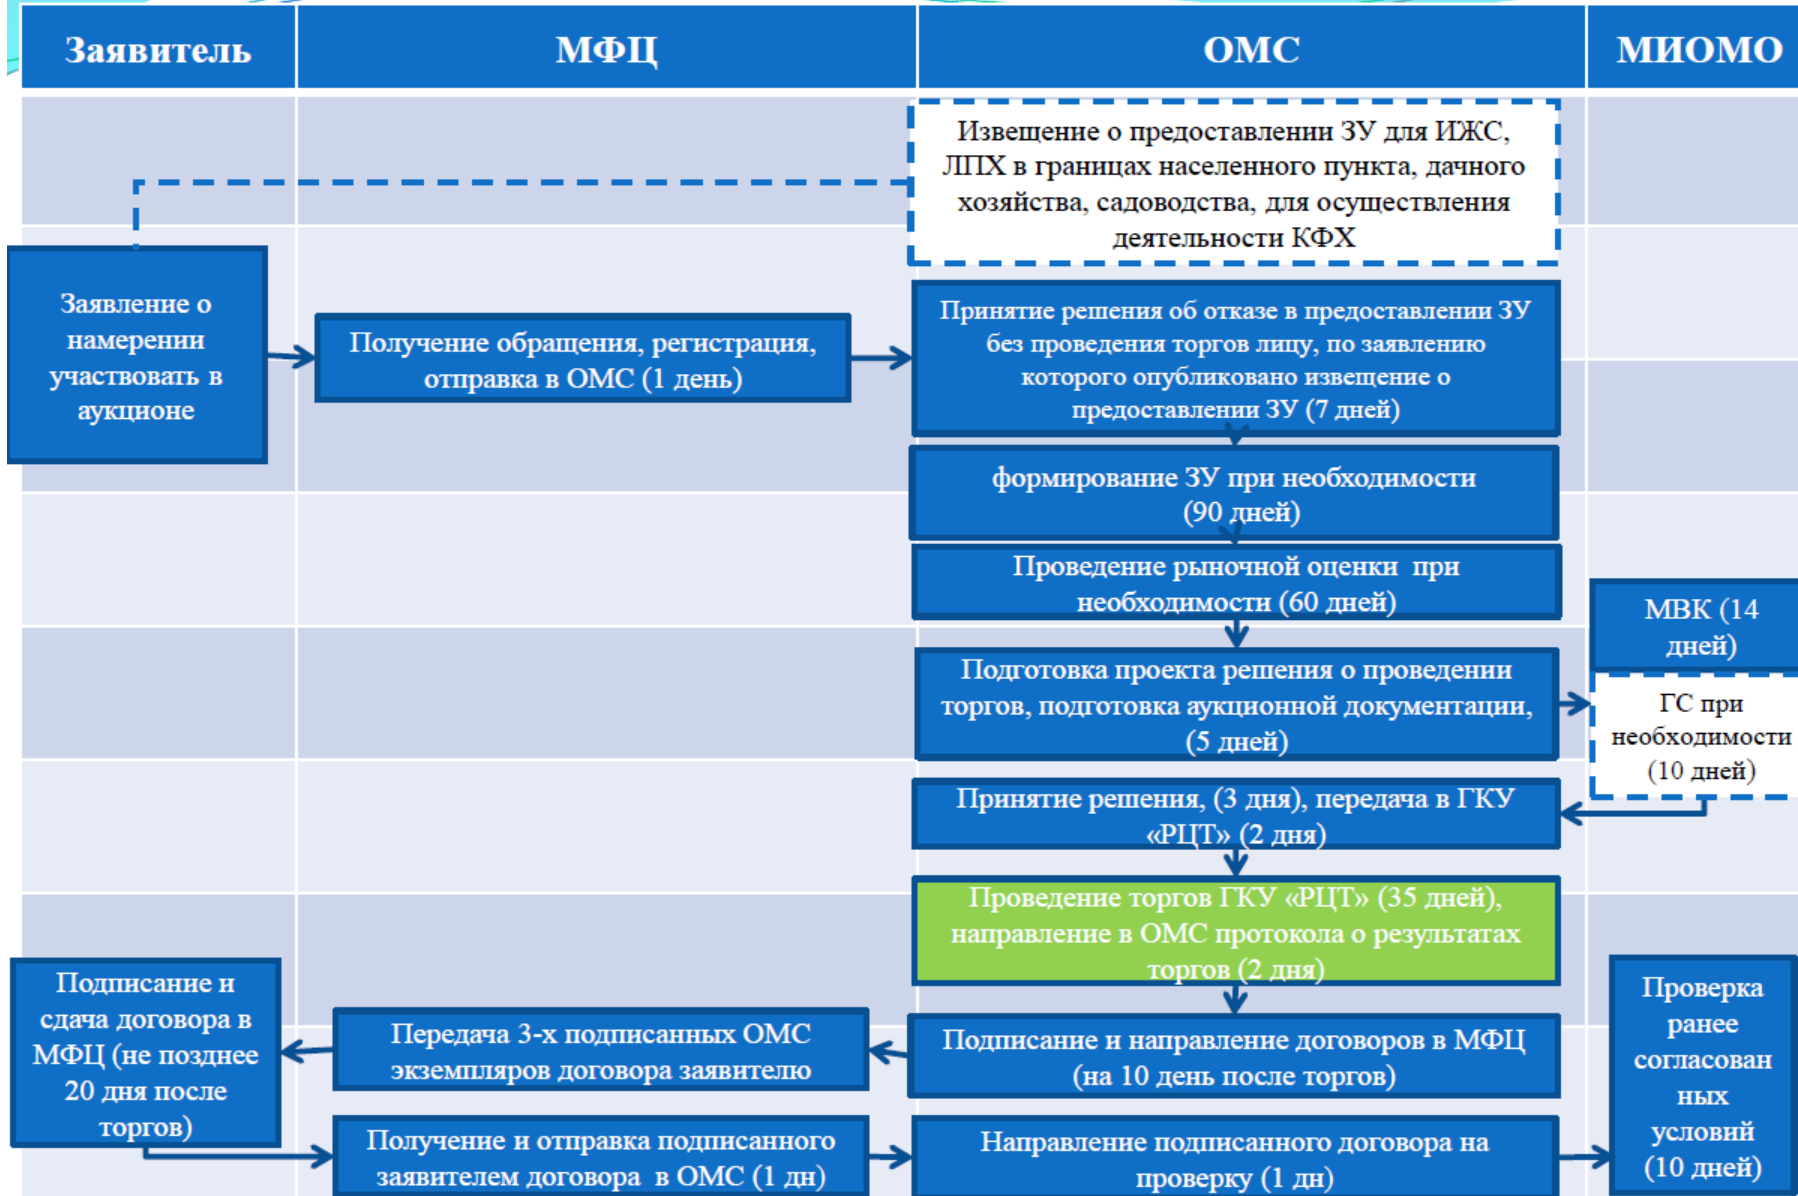 Заявитель
МФЦ
ОМС
МИОМО
Извещение о предоставлении ЗУ для ИЖС,
ЛПХ в границах населенного пункта, дачного
хозяйства, садоводства, для осуществления
деятельности КФХ
Заявление о
намерении
участвовать в
аукционе
Получение обращения, регистрация,
отправка в ОМС (1 день)
Принятие решения об отказе в предоставлении ЗУ
без проведения торгов лицу, по заявлению
которого опубликовано извещение о
предоставлении ЗУ (7 дней)
формирование ЗУ при необходимости
(90 дней)
Проведение рыночной оценки при
необходимости (60 дней)
Подготовка проекта решения о проведении
торгов, подготовка аукционной документации,
(5 дней)
МВК (14
дней)
ГС при
необходимости
(10 дней)
Принятие решения, (3 дня), передача в ГКУ
«РЦТ» (2 дня)
Проведение торгов ГКУ «РЦТ» (35 дней),
направление в ОМС протокола о результатах
торгов (2 дня)
Подписание и направление договоров в МФЦ
(на 10 день после торгов)
Передача 3-х подписанных ОМС
экземпляров договора заявителю
Подписание и
сдача договора в
МФЦ (не позднее
20 дня после
торгов)
Получение и отправка подписанного
заявителем договора в ОМС (1 дн)
Направление подписанного договора на
проверку (1 дн)
Проверка
ранее
согласован
ных
условий
(10 дней)